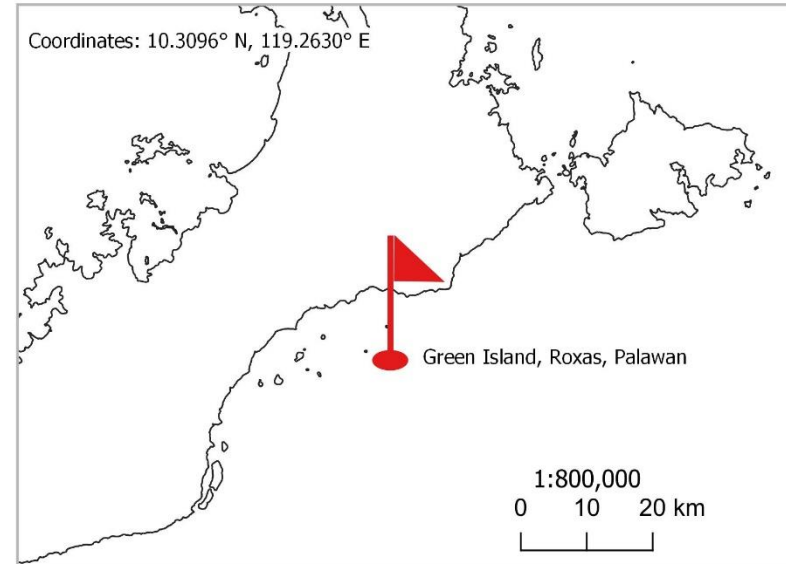 Coordinates: 10.3096° N, 119.2630° E
Green Island, Roxas, Palawan
1:800,000
0 10 20 km